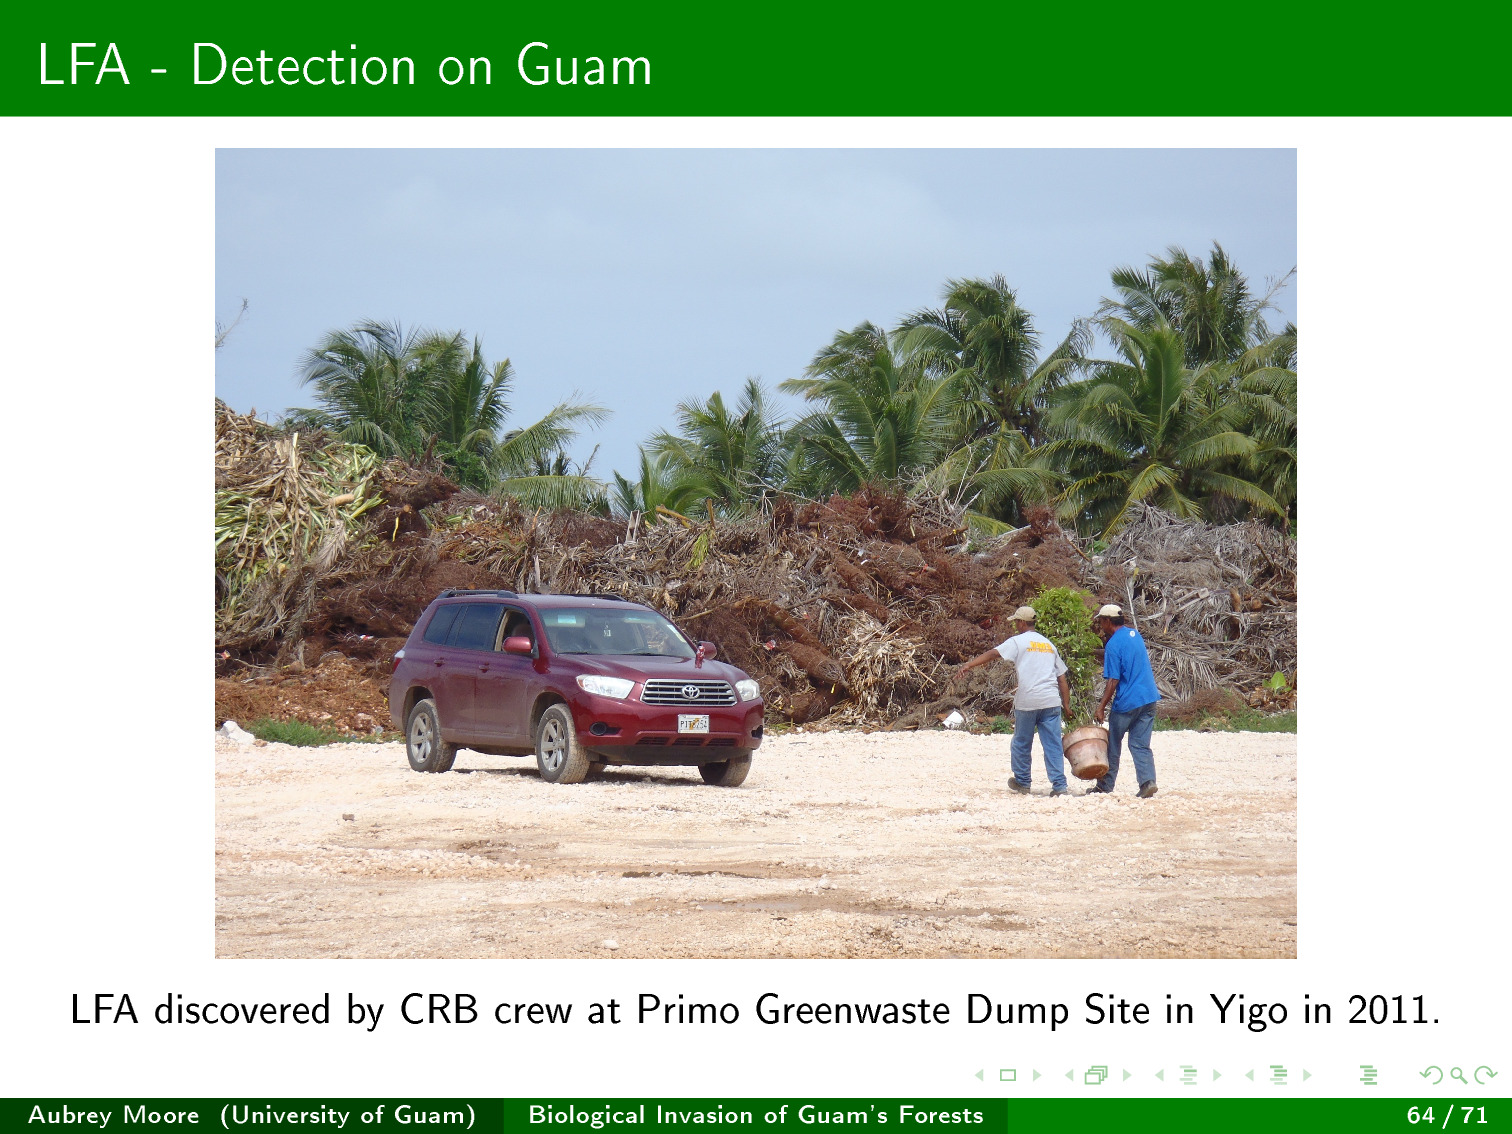 LFA - Detection on Guam
LFA discovered by CRB crew at Primo Greenwaste Dump Site in Yigo in 2011.
Aubrey Moore (University of Guam) Biological Invasion of Guam's Forests 64 / 71